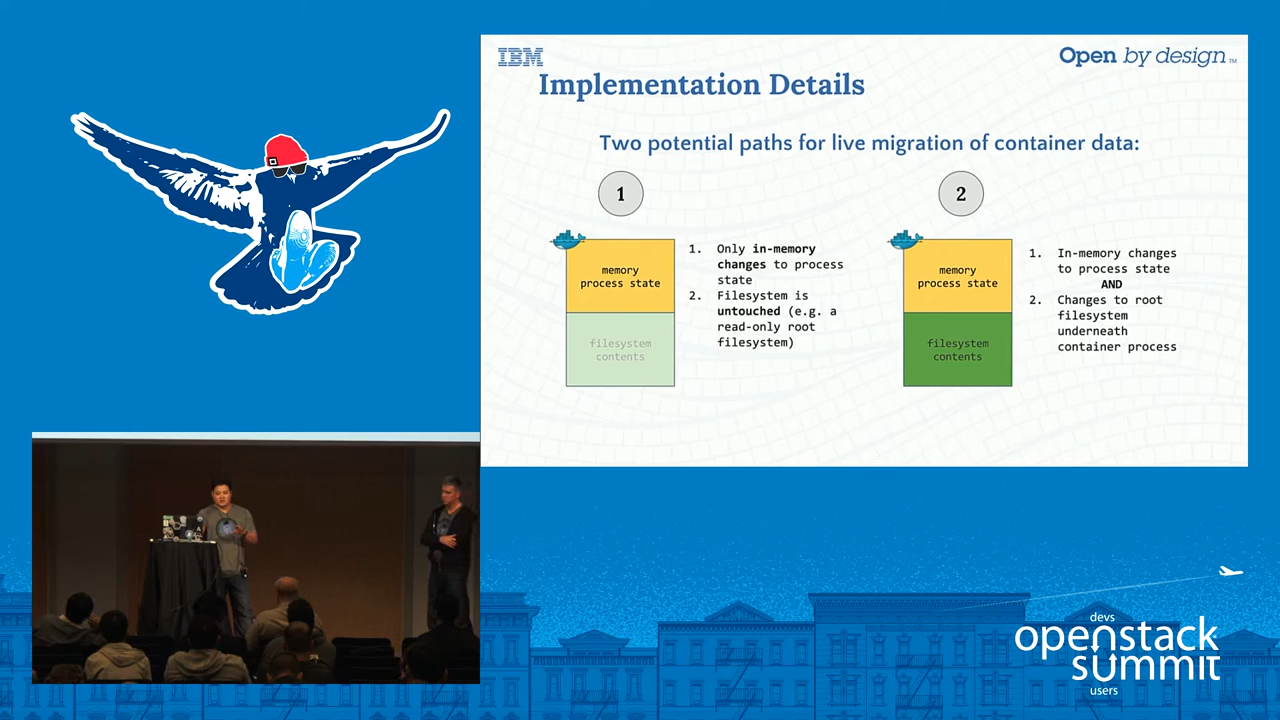 IBM
Open by design™
Implementation Details
Two potential paths for live migration of container data:
1
memory
process state
filesystem
contents
1. Only in-memory
changes to process
state
2. Filesystem is
untouched (e.g. a
read-only root
filesystem)
2
memory
process state
filesystem
contents
1. In-memory changes
to process state
AND
2. Changes to root
filesystem
underneath
container process
devs
openstack
summit
users